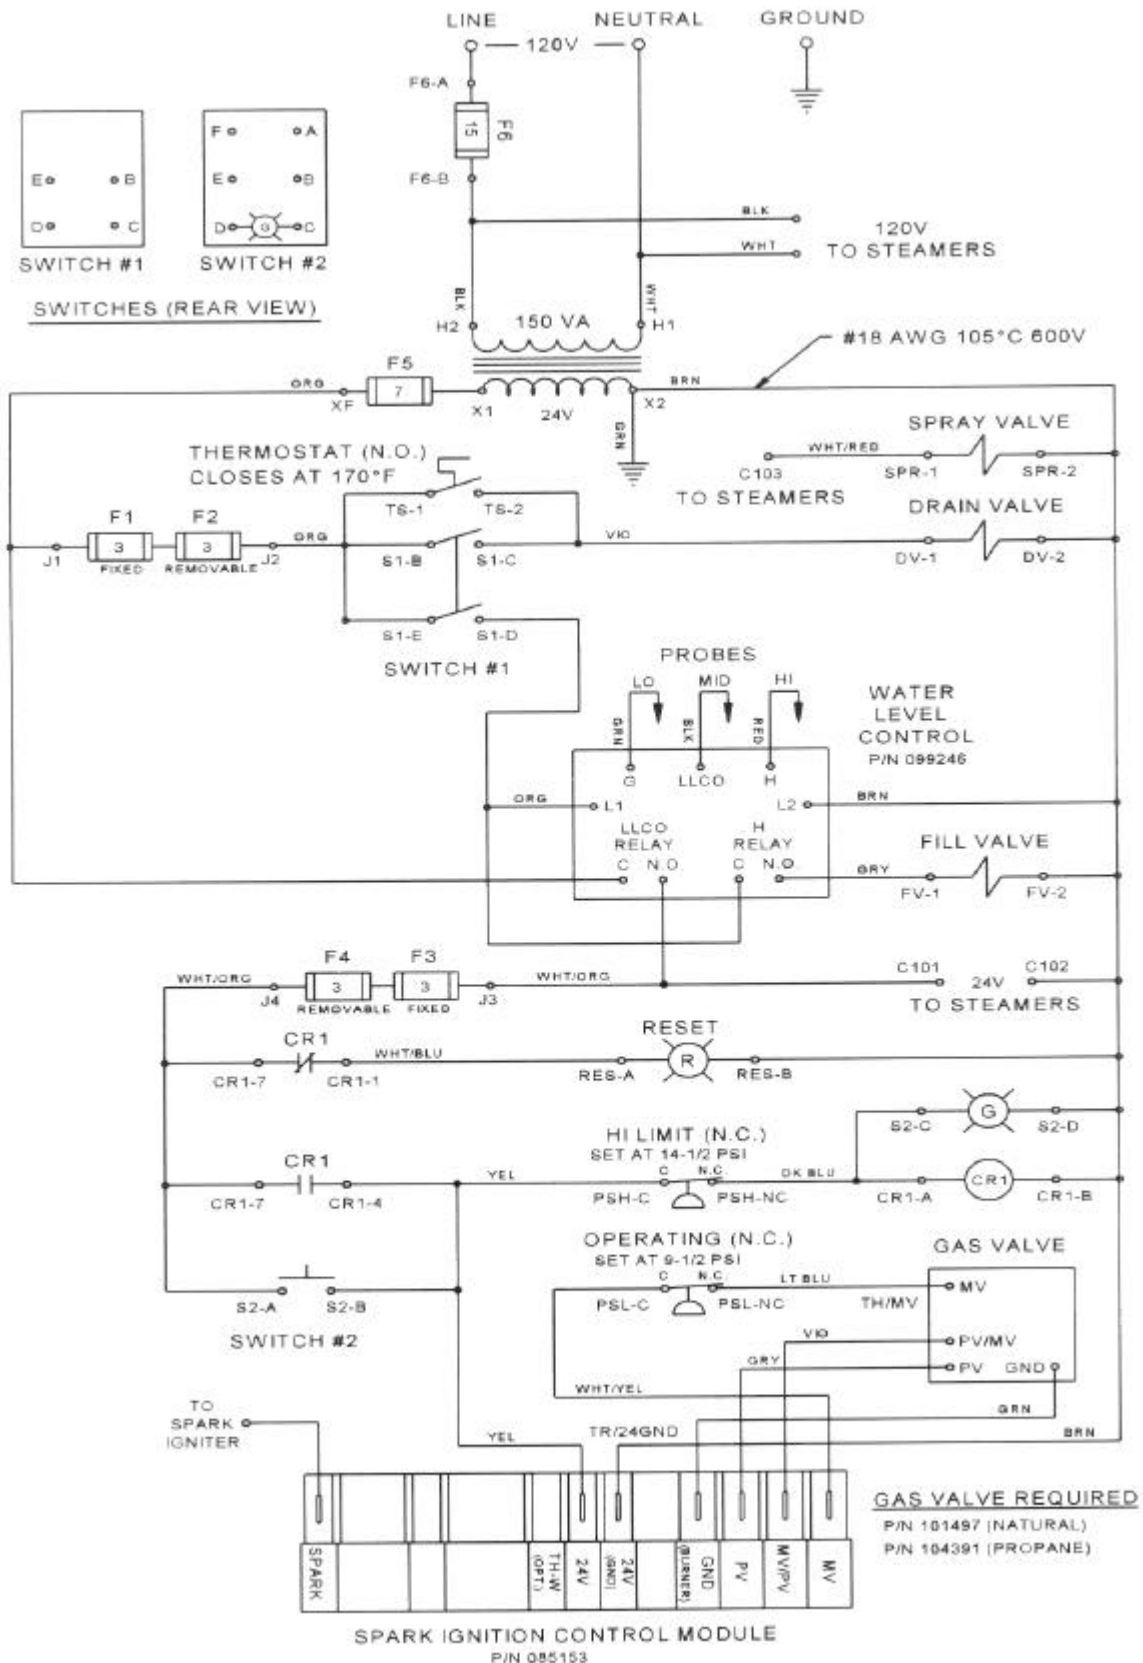 LINE NEUTRAL GROUND
120V
F6-A
15 F6
F6-B
F A
E B E B
D C D G C
SWITCH #1 SWITCH #2
SWITCHES (REAR VIEW)
BLK
WHT
120V
TO STEAMERS
BLK WHT
H2 150 VA H1
#18 AWG 105°C 600V
F5
ORG 7 BRN
XF X1 24V X2
GRN
SPRAY VALVE
WHT/RED
C103 SPR-1 SPR-2
TO STEAMERS
THERMOSTAT (N.O.)
CLOSES AT 170°F
TS-1 TS-2
DRAIN VALVE
F1 F2
3 3 ORG VIO
J1 FIXED REMOVABLE J2 S1-B S1-C DV-1 DV-2
S1-E S1-D
SWITCH #1
PROBES
LO MID HI
GRN BLK RED
WATER
LEVEL
CONTROL
P/N 099246
G LLCO H
ORG L1 L2 BRN
LLCO H
RELAY RELAY
C N.O. C N.O.
FILL VALVE
GRY
FV-1 FV-2
F4 F3
WHT/ORG 3 3 WHT/ORG
J4 REMOVABLE FIXED J3
C101 24V C102
TO STEAMERS
CR1 RESET
WHT/BLU R
CR1-7 CR1-1 RES-A RES-B
G
S2-C S2-D
HI LIMIT (N.C.)
SET AT 14-1/2 PSI
CR1 YEL C N.C. DK BLU CR1
CR1-7 CR1-4 PSH-C PSH-NC CR1-A CR1-B
OPERATING (N.C.)
SET AT 9-1/2 PSI
GAS VALVE
C N.C. LT BLU
PSL-C PSL-NC TH/MV MV
S2-A S2-B
SWITCH #2
VIO PV/MV
GRY PV GND
WHT/YEL
GRN
TO
SPARK
IGNITER
YEL TR/24GND BRN
GAS VALVE REQUIRED
P/N 101497 (NATURAL)
P/N 104391 (PROPANE)
SPARK
TH-W
(OPT.)
24V
24V
(GND)
GND
(BURNER)
PV
MV/PV
MV
SPARK IGNITION CONTROL MODULE
P/N 085153